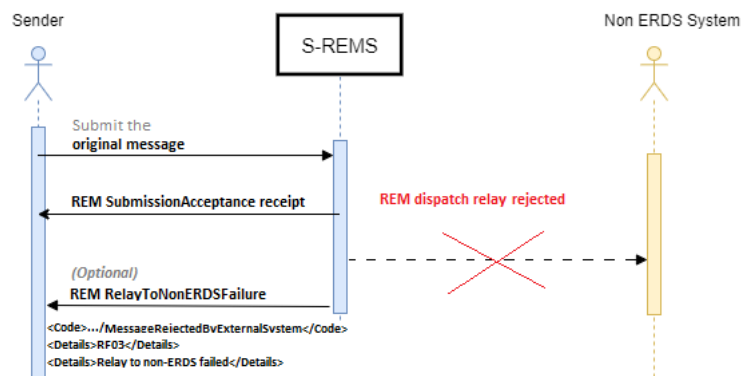 Sender
Non ERDS System
S-REMS
Submit the
original message
REM SubmissionAcceptance receipt
REM dispatch relay rejected
(Optional)
REM RelayToNonERDSFailure
<Code>.../MessageRejectedByExternalSystem</Code>
<Details>RF03</Details>
<Details>Relay to non-ERDS failed</Details>